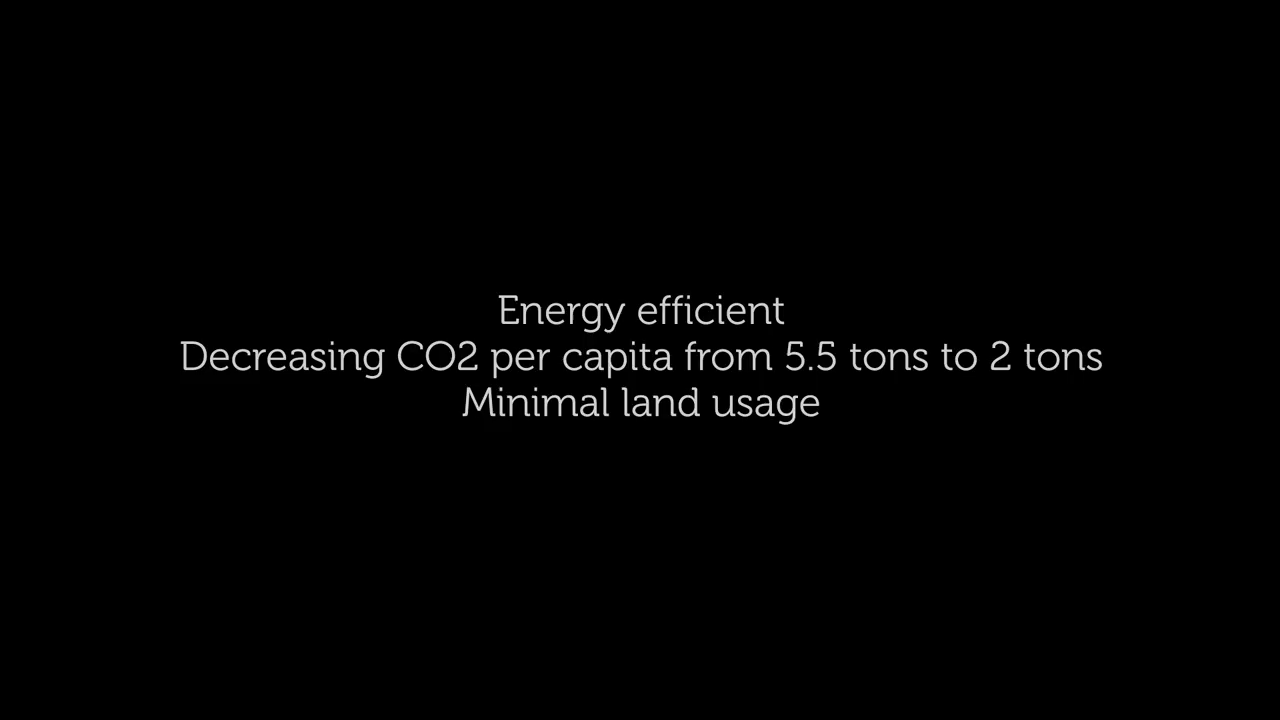 Energy efficient
Decreasing CO2 per capita from 5.5 tons to 2 tons
Minimal land usage